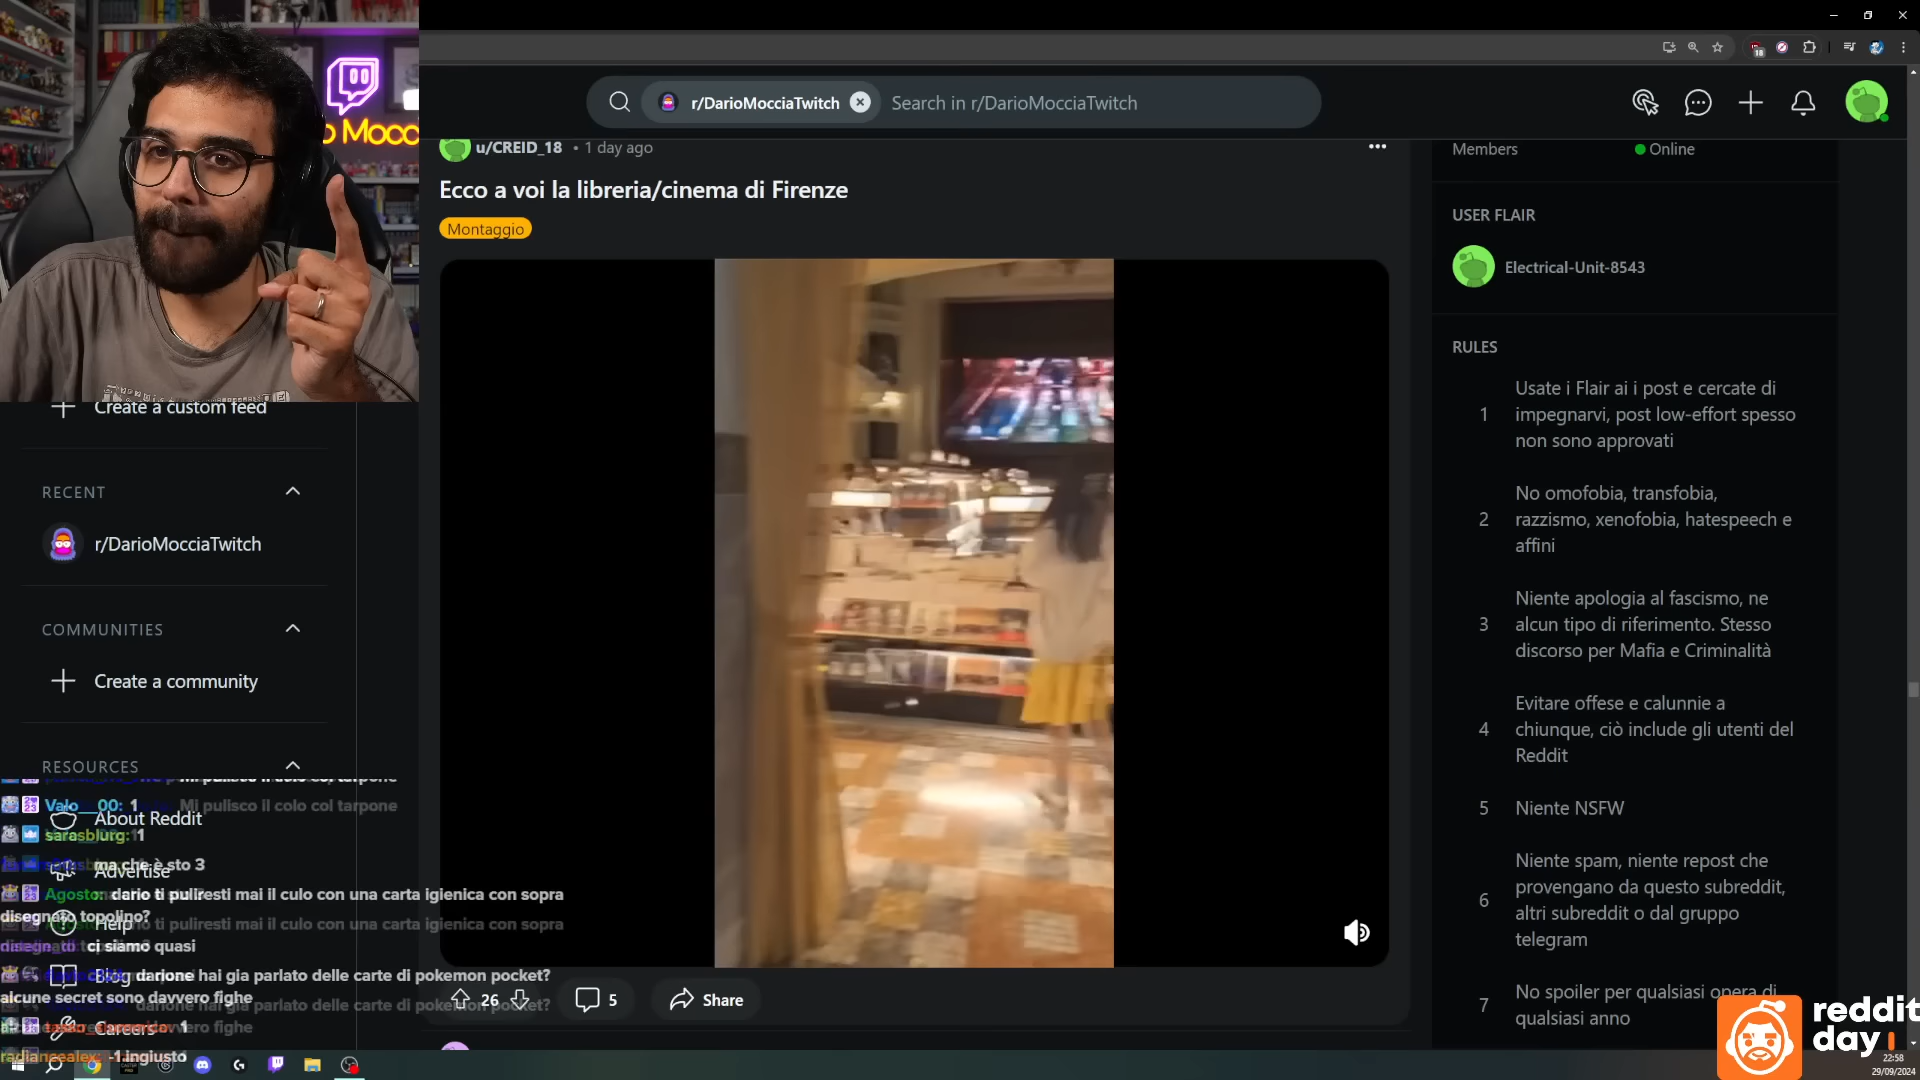 r/DarioMocciaTwitch
Search in r/DarioMocciaTwitch
u/CREID_18 • 1 day ago
Ecco a voi la libreria/cinema di Firenze
Montaggio
26
5
Share
Create a custom feed
RECENT
r/DarioMocciaTwitch
COMMUNITIES
Create a community
RESOURCES
About Reddit
Advertise
Help
Blog
Careers
Mi pulisco il colo col tarpone
Valo__00: 1
sarasblurg: 1
ma che è sto 3
Agosto: dario ti puliresti mai il culo con una carta igienica con sopra
disegnato topolino?
ci siamo quasi
darione hai gia parlato delle carte di pokemon pocket?
alcune secret sono davvero fighe
1
radiancealex: -1 ingiusto
Members
Online
USER FLAIR
Electrical-Unit-8543
RULES
1
Usate i Flair ai i post e cercate di
impegnarvi, post low-effort spesso
non sono approvati
2
No omofobia, transfobia,
razzismo, xenofobia, hatespeech e
affini
3
Niente apologia al fascismo, ne
alcun tipo di riferimento. Stesso
discorso per Mafia e Criminalità
4
Evitare offese e calunnie a
chiunque, ciò include gli utenti del
Reddit
5
Niente NSFW
6
Niente spam, niente repost che
provengano da questo subreddit,
altri subreddit o dal gruppo
telegram
7
No spoiler per qualsiasi opera di
qualsiasi anno
reddit
day
22:58
29/09/2024